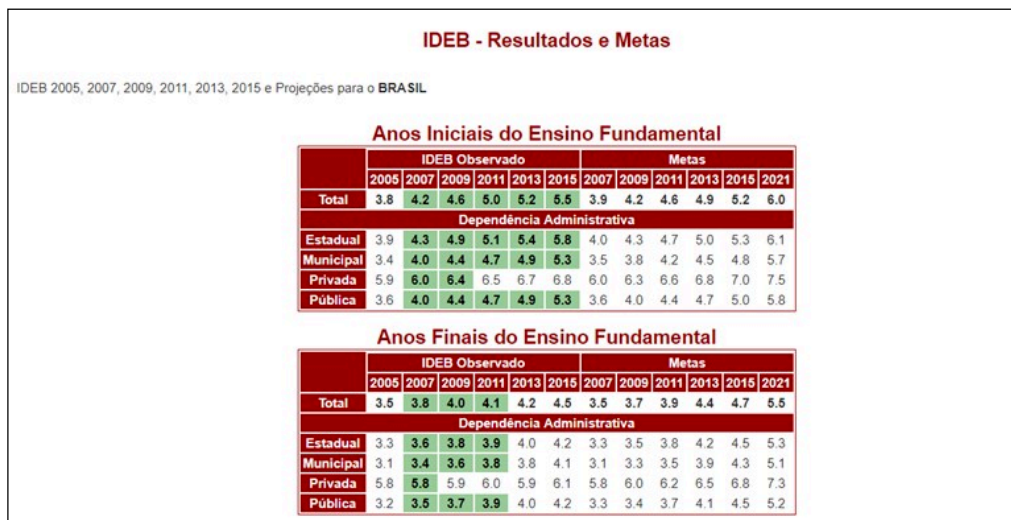 IDEB - Resultados e Metas
IDEB 2005, 2007, 2009, 2011, 2013, 2015 e Projeções para o BRASIL
Anos Iniciais do Ensino Fundamental
IDEB Observado Metas
2005 2007 2009 2011 2013 2015 2007 2009 2011 2013 2015 2021
Total 3.8 4.2 4.6 5.0 5.2 5.5 3.9 4.2 4.6 4.9 5.2 6.0
Dependência Administrativa
Estadual 3.9 4.3 4.9 5.1 5.4 5.8 4.0 4.3 4.7 5.0 5.3 6.1
Municipal 3.4 4.0 4.4 4.7 4.9 5.3 3.5 3.8 4.2 4.5 4.8 5.7
Privada 5.9 6.0 6.4 6.5 6.7 6.8 6.0 6.3 6.6 6.8 7.0 7.5
Pública 3.6 4.0 4.4 4.7 4.9 5.3 3.6 4.0 4.4 4.7 5.0 5.8
Anos Finais do Ensino Fundamental
IDEB Observado Metas
2005 2007 2009 2011 2013 2015 2007 2009 2011 2013 2015 2021
Total 3.5 3.8 4.0 4.1 4.2 4.5 3.5 3.7 3.9 4.4 4.7 5.5
Dependência Administrativa
Estadual 3.3 3.6 3.8 3.9 4.0 4.2 3.3 3.5 3.8 4.2 4.5 5.3
Municipal 3.1 3.4 3.6 3.8 3.8 4.1 3.1 3.3 3.5 3.9 4.3 5.1
Privada 5.8 5.8 5.9 6.0 5.9 6.1 5.8 6.0 6.2 6.5 6.8 7.3
Pública 3.2 3.5 3.7 3.9 4.0 4.2 3.3 3.4 3.7 4.1 4.5 5.2